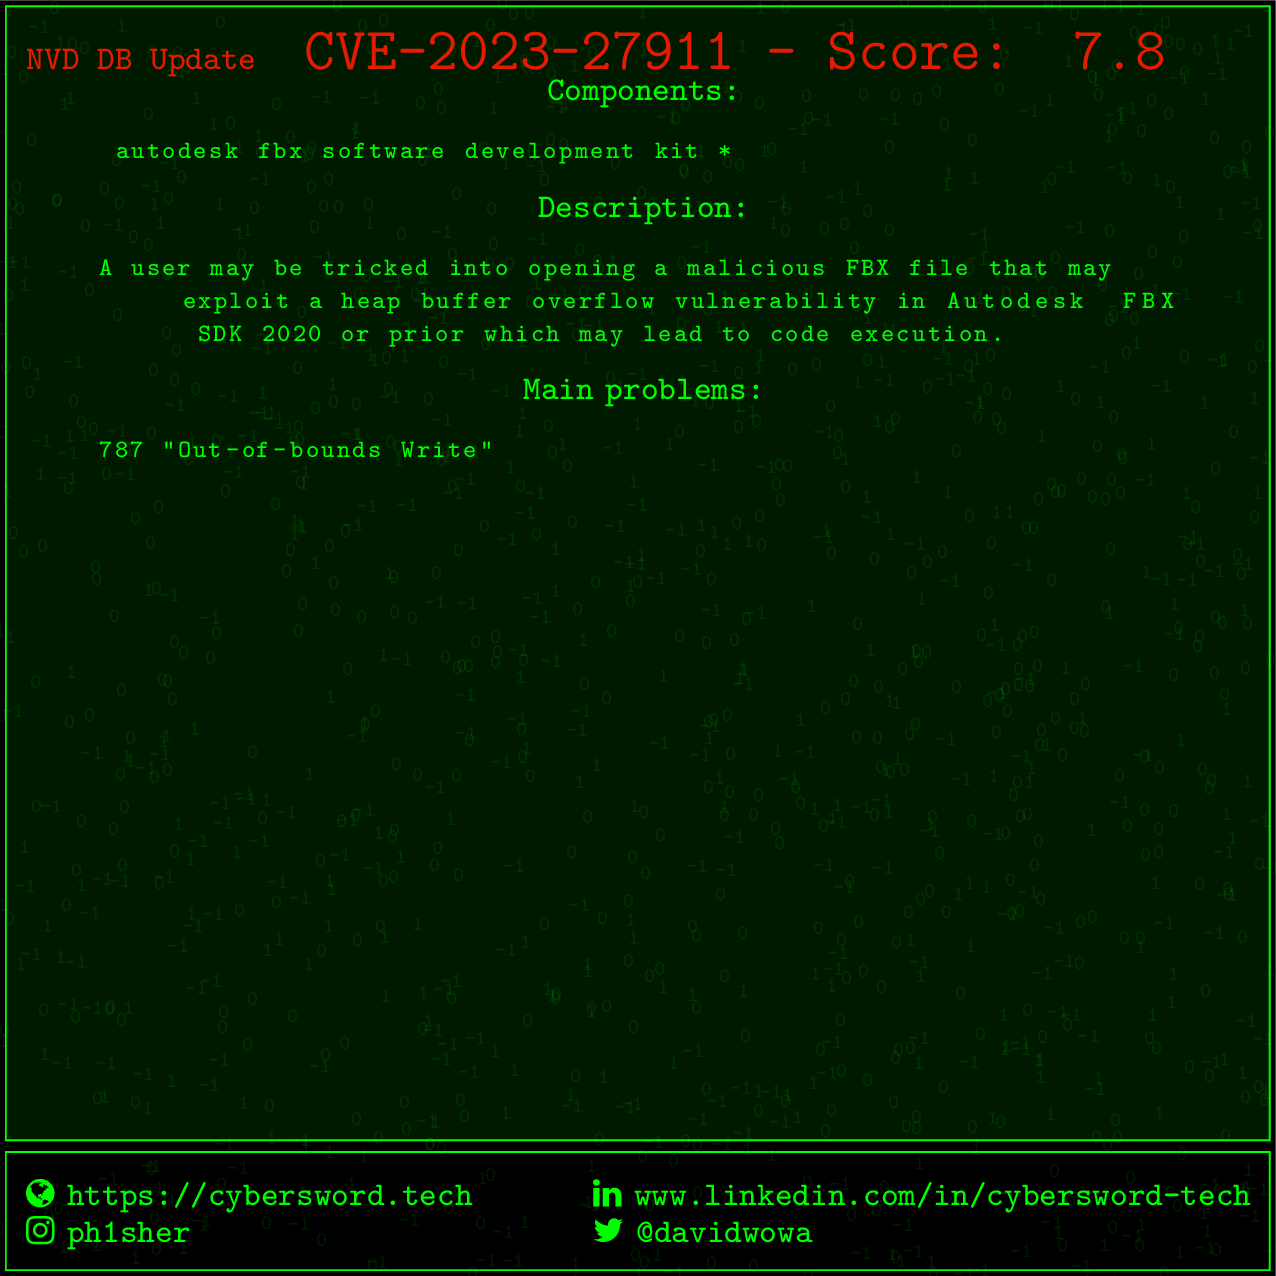 NVD DB Update CVE-2023-27911 - Score: 7.8
Components:
autodesk fbx software development kit *
Description:
A user may be tricked into opening a malicious FBX file that may
exploit a heap buffer overflow vulnerability in Autodesk FBX
SDK 2020 or prior which may lead to code execution.
Main problems:
787 "Out-of-bounds Write"
https://cybersword.tech
www.linkedin.com/in/cybersword-tech
ph1sher
@davidwowa